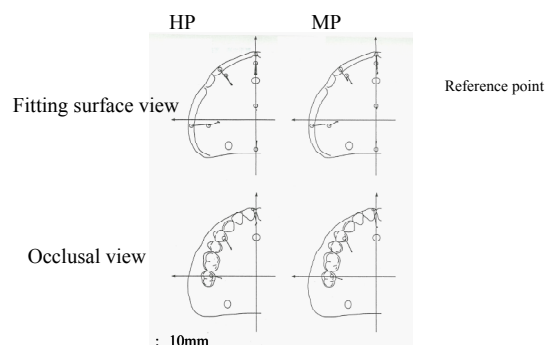 HP MP
Reference point
Fitting surface view
Occlusal view
: 10mm